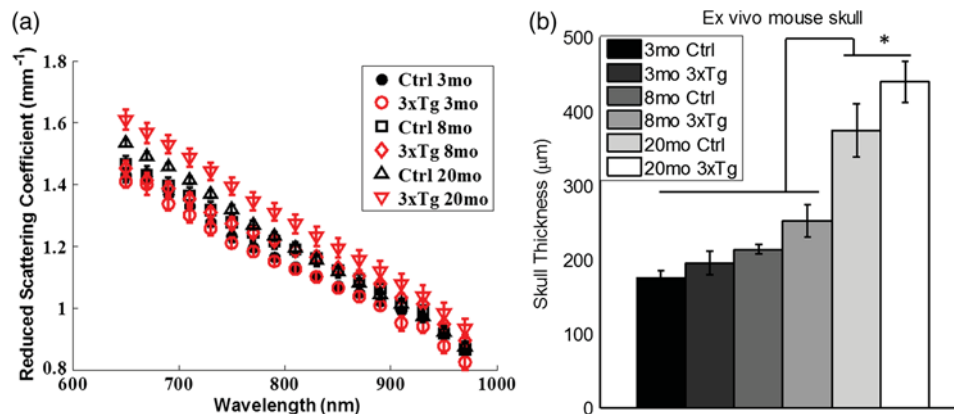 (a)
Reduced Scattering Coefficient (mm⁻¹)
1.8
1.6
1.4
1.2
1
0.8
600
700
800
900
1000
Wavelength (nm)
Ctrl 3mo
3xTg 3mo
Ctrl 8mo
3xTg 8mo
Ctrl 20mo
3xTg 20mo
(b)
Ex vivo mouse skull
Skull Thickness (μm)
500
400
300
200
100
0
3mo Ctrl
3mo 3xTg
8mo Ctrl
8mo 3xTg
20mo Ctrl
20mo 3xTg
*